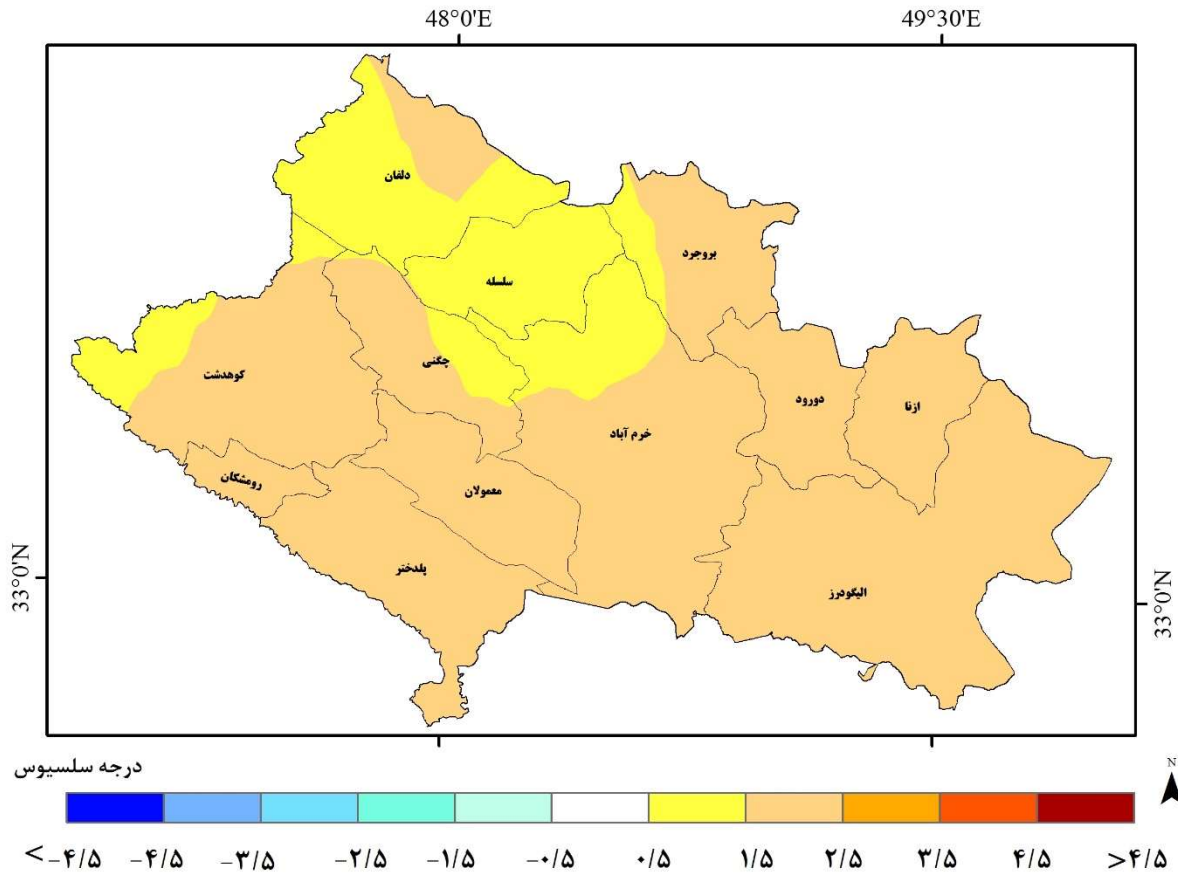 48°0'E 49°30'E
دلفان
بروجرد
سلسله
چگنی
کوهدشت
دورود
ازنا
خرم آباد
رومشکان
معمولان
پلدختر
الیگودرز
33°0'N
33°0'N
درجه سلسیوس
N
< -۴/۵ -۴/۵ -۳/۵ -۲/۵ -۱/۵ -۰/۵ ۰/۵ ۱/۵ ۲/۵ ۳/۵ ۴/۵ >۴/۵